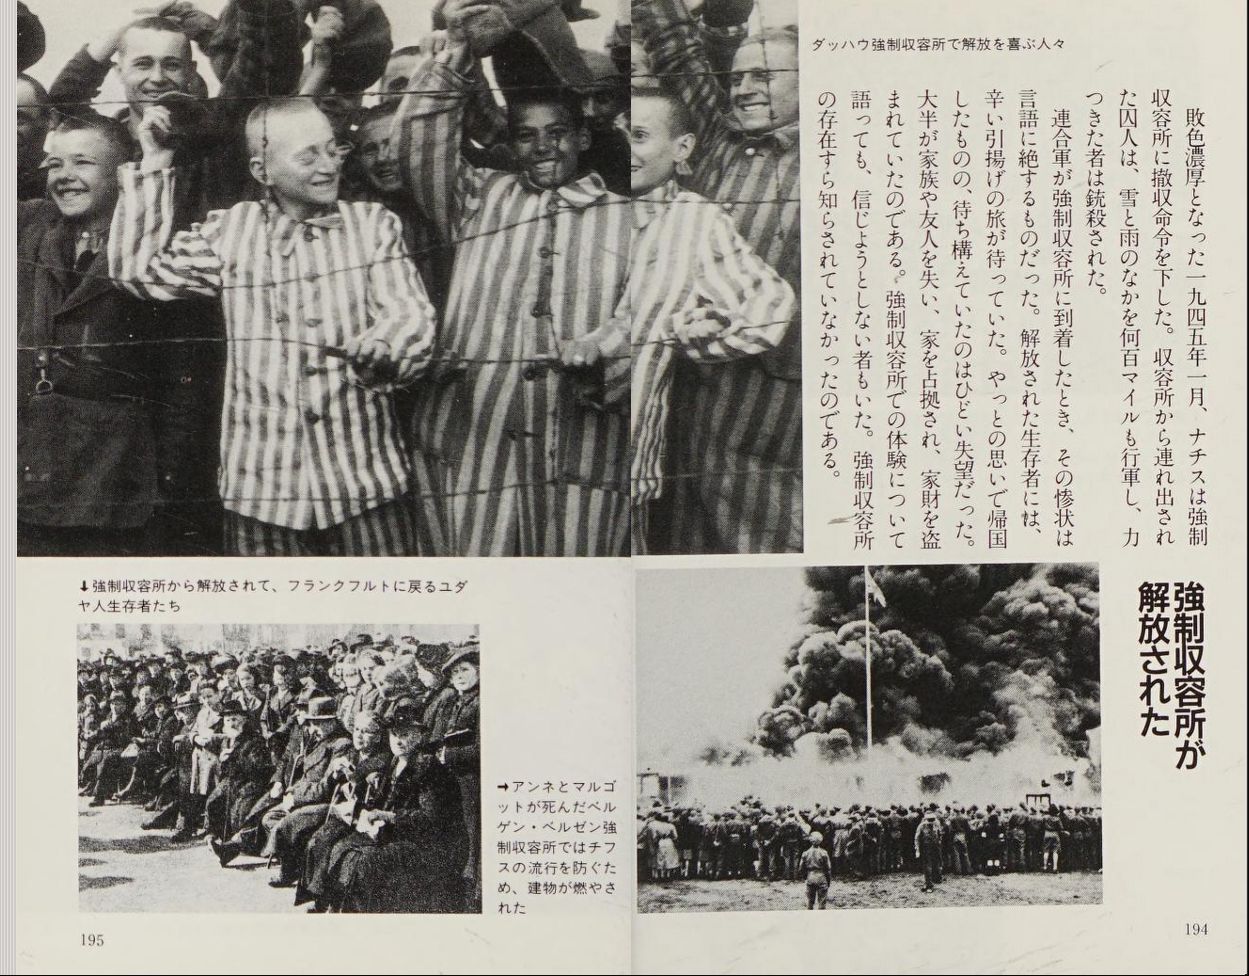 ダッハウ強制収容所で解放を喜ぶ人々
敗色濃厚となった一九四五年一月、ナチスは強制
収容所に撤収命令を下した。収容所から連れ出され
た囚人は、雪と雨のなかを何百マイルも行軍し、力
つきた者は銃殺された。
連合軍が強制収容所に到着したとき、その惨状は
言語に絶するものだった。解放された生存者には、
辛い引揚げの旅が待っていた。やっとの思いで帰国
したものの、待ち構えていたのはひどい失望だった。
大半が家族や友人を失い、家を占拠され、家財を盗
まれていたのである。強制収容所での体験について
語っても、信じようとしない者もいた。強制収容所
の存在すら知らされていなかったのである。
強制収容所が
解放された
194
⬇強制収容所から解放されて、フランクフルトに戻るユダ
ヤ人生存者たち
➡アンネとマルゴ
ットが死んだベル
ゲン・ベルゼン強
制収容所ではチフ
スの流行を防ぐた
め、建物が燃やさ
れた
195